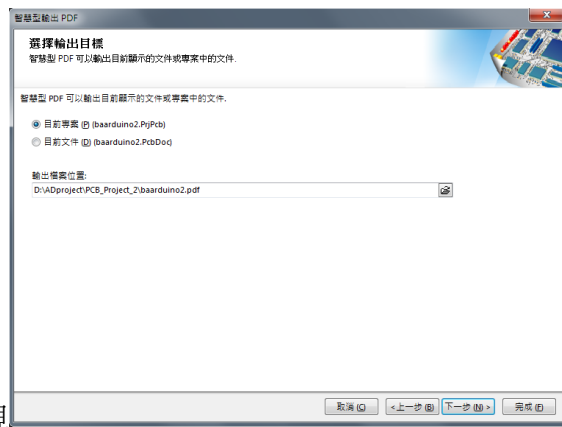 智慧型輸出 PDF
選擇輸出目標
智慧型 PDF 可以輸出目前顯示的文件或專案中的文件.
智慧型 PDF 可以輸出目前顯示的文件或專案中的文件.
目前專案 (P) (baarduino2.PrjPcb)
目前文件 (D) (baarduino2.PcbDoc)
輸出檔案位置:
D:\ADproject\PCB_Project_2\baarduino2.pdf
取消 (C) <上一步 (B) 下一步 (N) > 完成 (F)